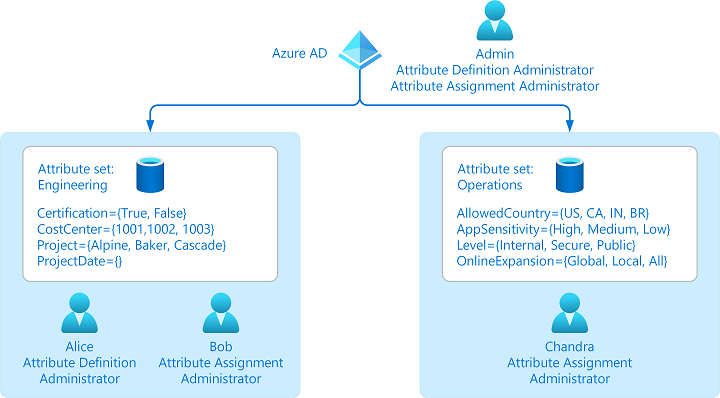 Azure AD
Admin
Attribute Definition Administrator
Attribute Assignment Administrator
Attribute set:
Engineering
Certification={True, False}
CostCenter={1001,1002, 1003}
Project={Alpine, Baker, Cascade}
ProjectDate={}
Alice
Attribute Definition
Administrator
Bob
Attribute Assignment
Administrator
Attribute set:
Operations
AllowedCountry={US, CA, IN, BR}
AppSensitivity={High, Medium, Low}
Level={Internal, Secure, Public}
OnlineExpansion={Global, Local, All}
Chandra
Attribute Assignment
Administrator